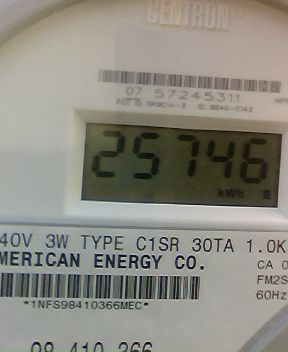 CENTRON®
07 57245311
25746
kWh
40V 3W TYPE C1SR 30TA 1.0K
MERICAN ENERGY CO.
CA 0
FM2S
60Hz
*1NFS98410366MEC*
98 410 366